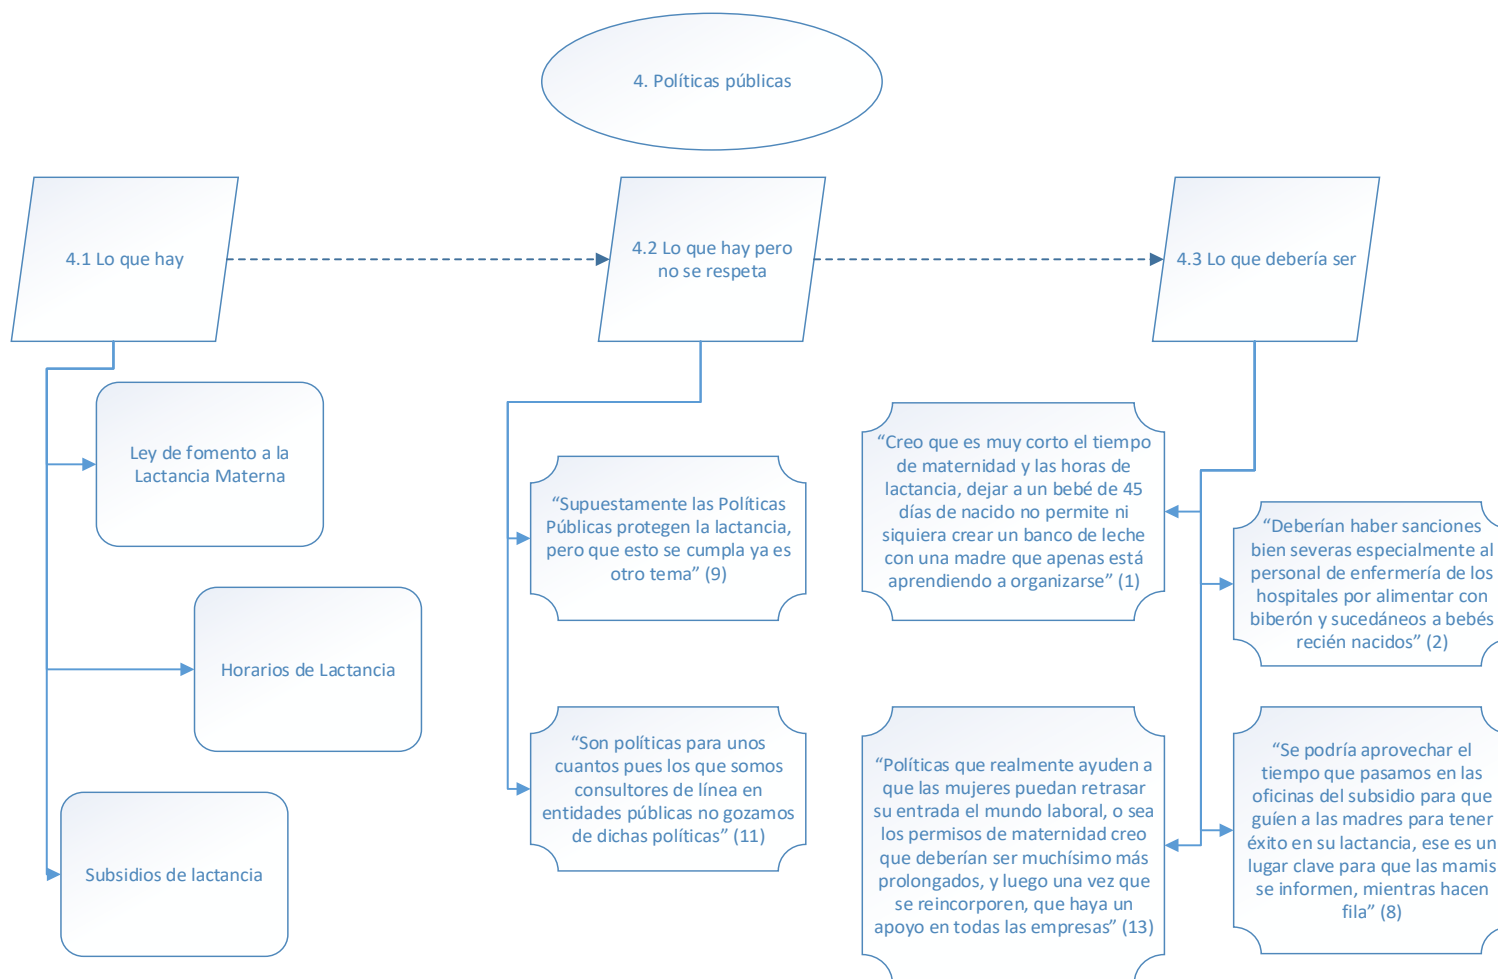 4. Políticas públicas
4.1 Lo que hay
4.2 Lo que hay pero
no se respeta
4.3 Lo que debería ser
Ley de fomento a la
Lactancia Materna
Horarios de Lactancia
Subsidios de lactancia
“Supuestamente las Políticas
Públicas protegen la lactancia,
pero que esto se cumpla ya es
otro tema” (9)
“Son políticas para unos
cuantos pues los que somos
consultores de línea en
entidades públicas no gozamos
de dichas políticas” (11)
“Creo que es muy corto el tiempo
de maternidad y las horas de
lactancia, dejar a un bebé de 45
días de nacido no permite ni
siquiera crear un banco de leche
con una madre que apenas está
aprendiendo a organizarse” (1)
“Deberían haber sanciones
bien severas especialmente al
personal de enfermería de los
hospitales por alimentar con
biberón y sucedáneos a bebés
recién nacidos” (2)
“Políticas que realmente ayuden a
que las mujeres puedan retrasar
su entrada el mundo laboral, o sea
los permisos de maternidad creo
que deberían ser muchísimo más
prolongados, y luego una vez que
se reincorporen, que haya un
apoyo en todas las empresas” (13)
“Se podría aprovechar el
tiempo que pasamos en las
oficinas del subsidio para que
guíen a las madres para tener
éxito en su lactancia, ese es un
lugar clave para que las mamis
se informen, mientras hacen
fila” (8)